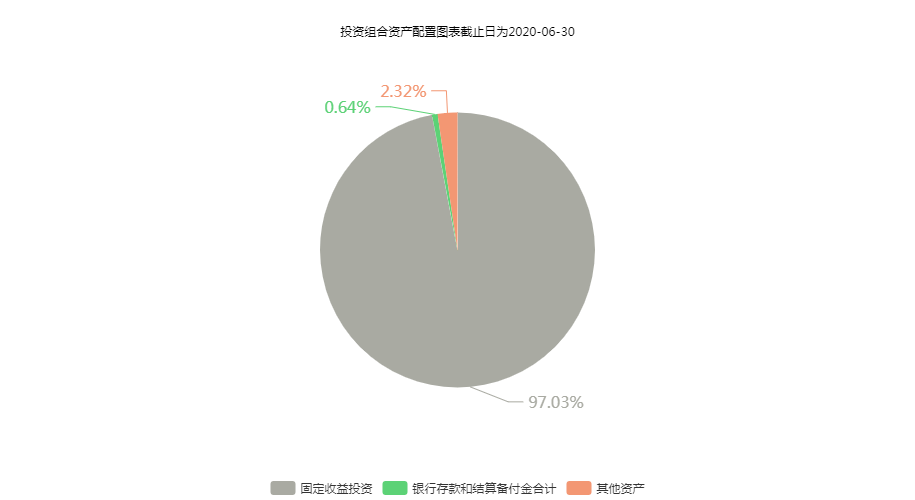 投资组合资产配置图表截止日为2020-06-30
2.32%
0.64%
97.03%
固定收益投资
银行存款和结算备付金合计
其他资产